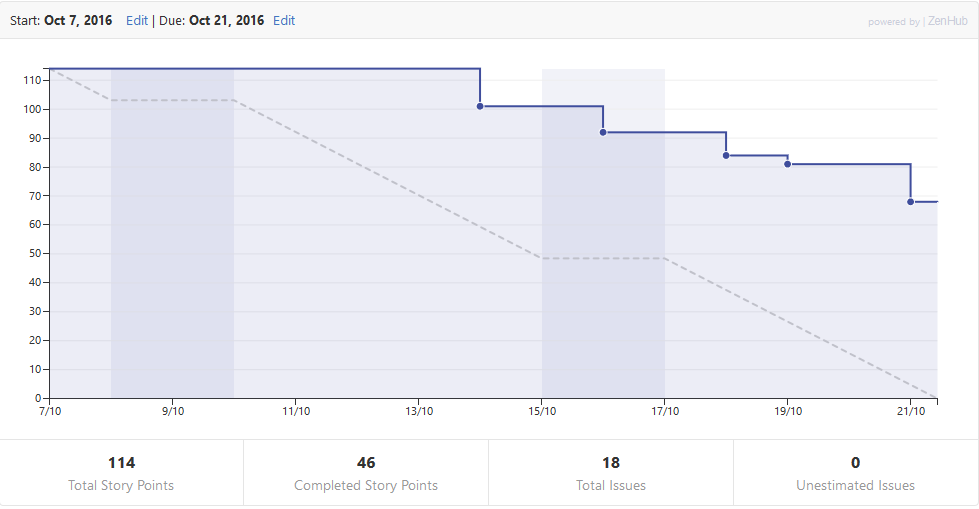 Start: Oct 7, 2016 Edit | Due: Oct 21, 2016 Edit
powered by | ZenHub
110
100
90
80
70
60
50
40
30
20
10
0
7/10 9/10 11/10 13/10 15/10 17/10 19/10 21/10
114 46 18 0
Total Story Points Completed Story Points Total Issues Unestimated Issues